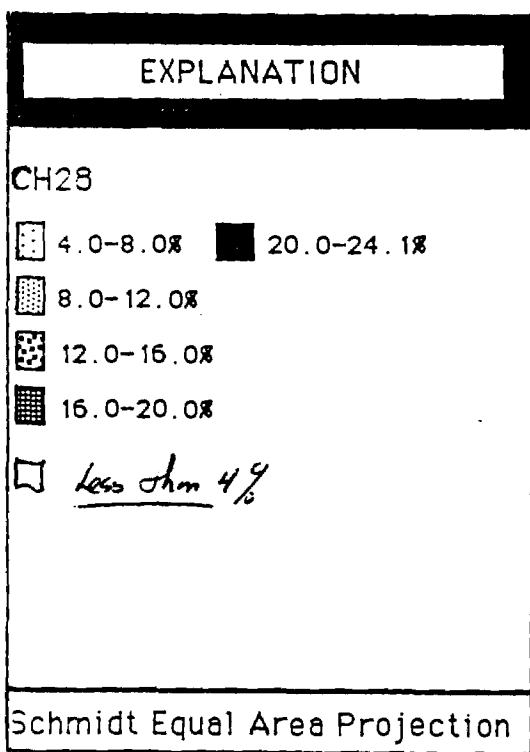 EXPLANATION
CH28
4.0-8.0% 20.0-24.1%
8.0-12.0%
12.0-16.0%
16.0-20.0%
Less than 4%
Schmidt Equal Area Projection